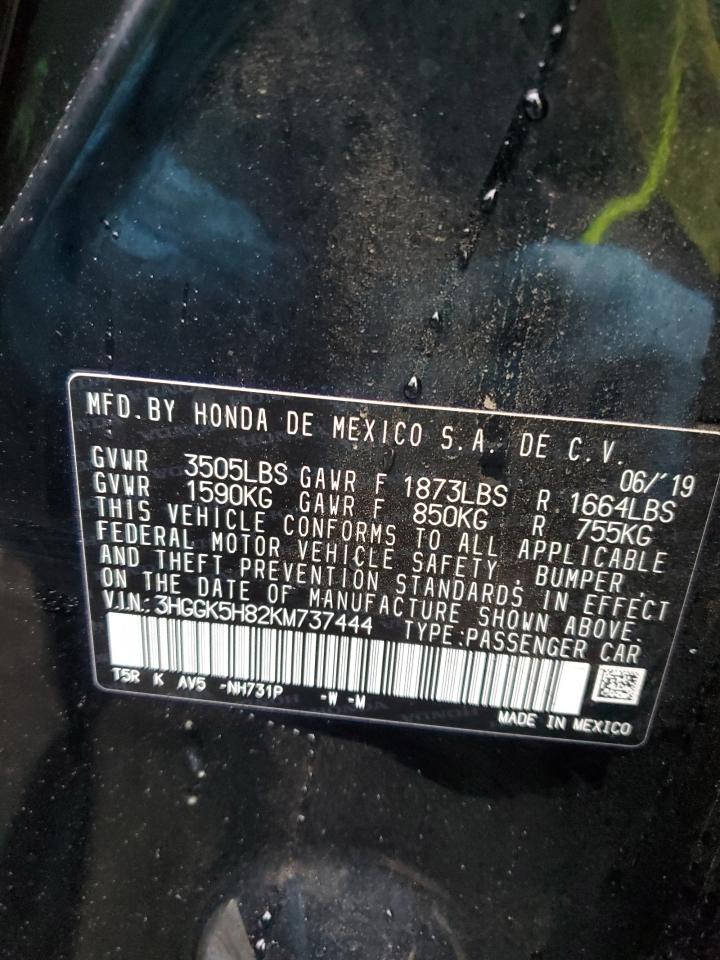 MFD.BY HONDA DE MEXICO S.A. DE C.V.
06/'19
GVWR 3505LBS GAWR F 1873LBS R 1664LBS
GVWR 1590KG GAWR F 850KG R 755KG
THIS VEHICLE CONFORMS TO ALL APPLICABLE
FEDERAL MOTOR VEHICLE SAFETY, BUMPER,
AND THEFT PREVENTION STANDARDS IN EFFECT
ON THE DATE OF MANUFACTURE SHOWN ABOVE.
V.I.N.:3HGGK5H82KM737444 TYPE:PASSENGER CAR
T5R K AV5 -NH731P -W -M
MADE IN MEXICO